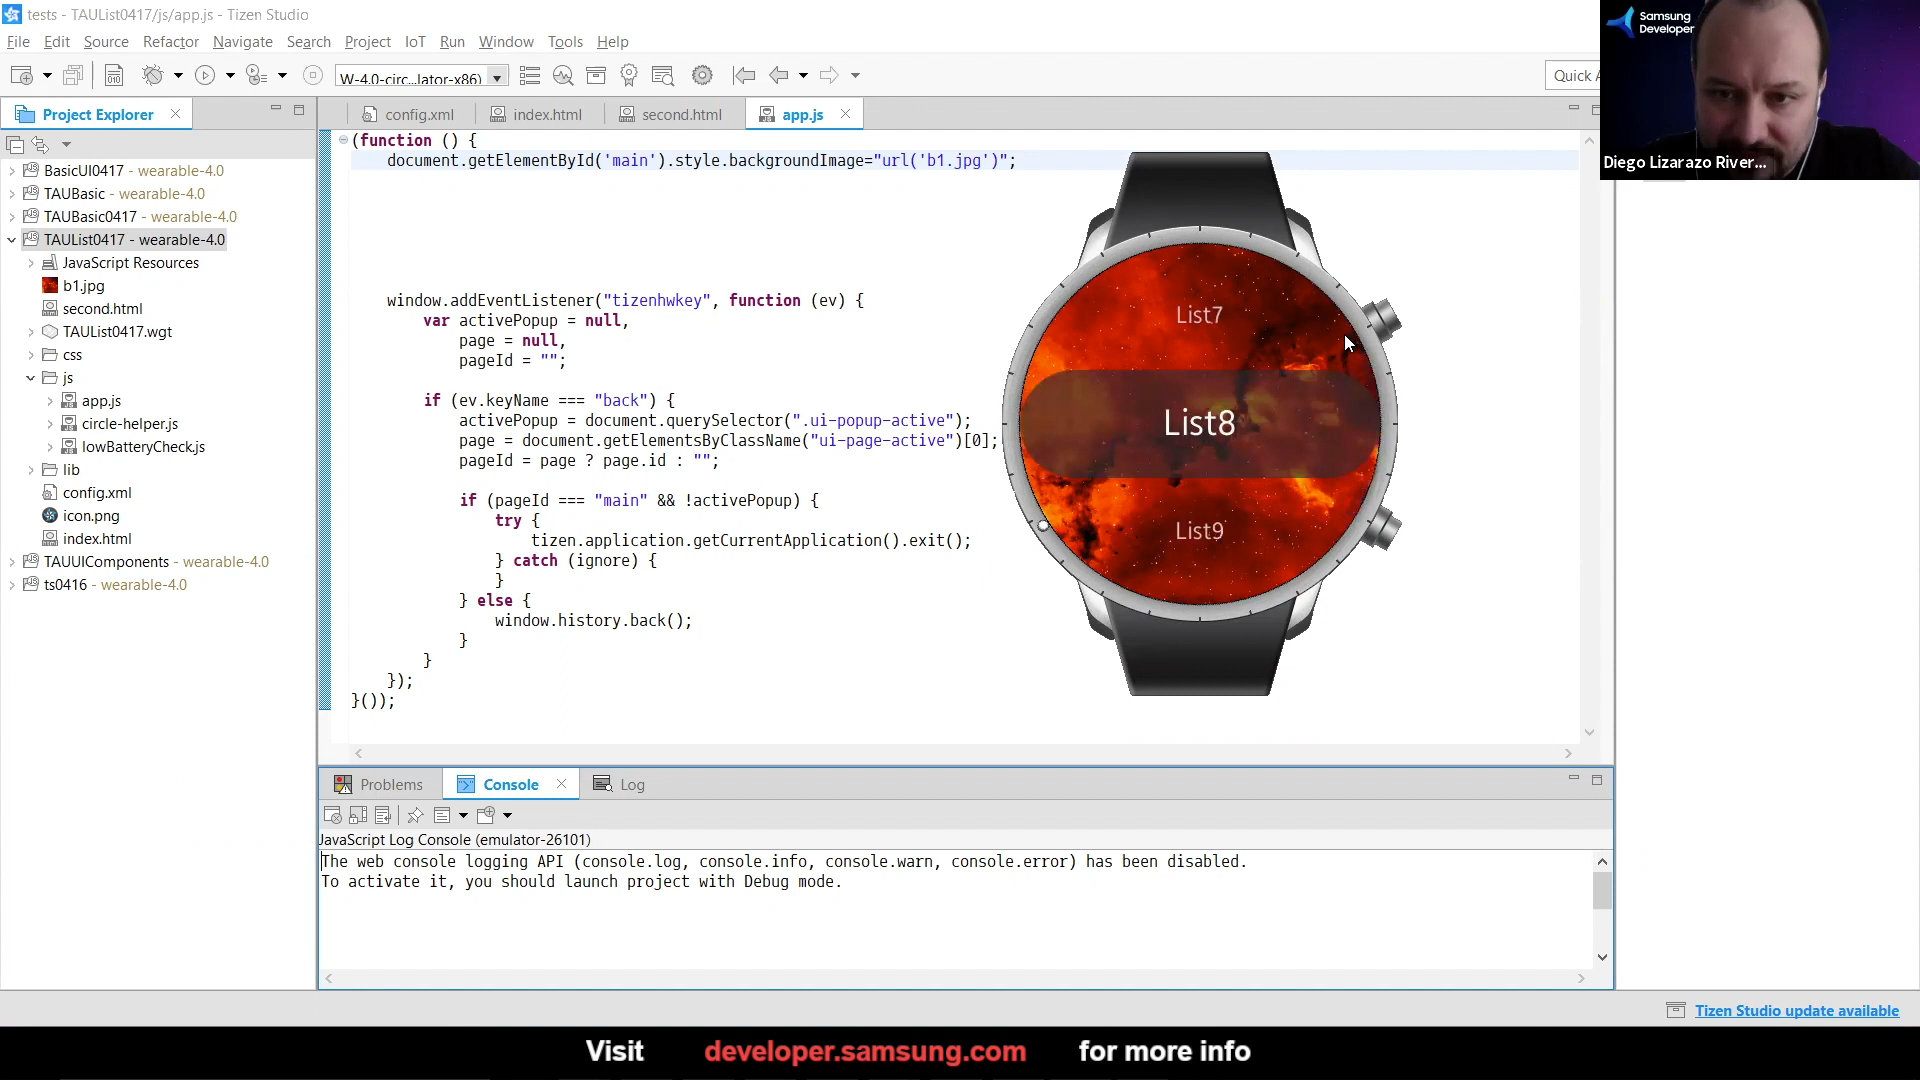 tests - TAUList0417/js/app.js - Tizen Studio
File Edit Source Refactor Navigate Search Project IoT Run Window Tools Help
W-4.0-circ...lator-x86)
Quick A
Samsung
Developer
Diego Lizarazo River...
Project Explorer
config.xml index.html second.html app.js
BasicUI0417 - wearable-4.0
TAUBasic - wearable-4.0
TAUBasic0417 - wearable-4.0
TAUList0417 - wearable-4.0
JavaScript Resources
b1.jpg
second.html
TAUList0417.wgt
css
js
app.js
circle-helper.js
lowBatteryCheck.js
lib
config.xml
icon.png
index.html
TAUUIComponents - wearable-4.0
ts0416 - wearable-4.0
(function () {
document.getElementById('main').style.backgroundImage="url('b1.jpg')";
window.addEventListener("tizenhwkey", function (ev) {
var activePopup = null,
page = null,
pageId = "";
if (ev.keyName === "back") {
activePopup = document.querySelector(".ui-popup-active");
page = document.getElementsByClassName("ui-page-active")[0];
pageId = page ? page.id : "";
if (pageId === "main" && !activePopup) {
try {
tizen.application.getCurrentApplication().exit();
} catch (ignore) {
}
} else {
window.history.back();
}
}
});
}());
List7
List8
List9
Problems Console Log
JavaScript Log Console (emulator-26101)
The web console logging API (console.log, console.info, console.warn, console.error) has been disabled.
To activate it, you should launch project with Debug mode.
Tizen Studio update available
Visit developer.samsung.com for more info